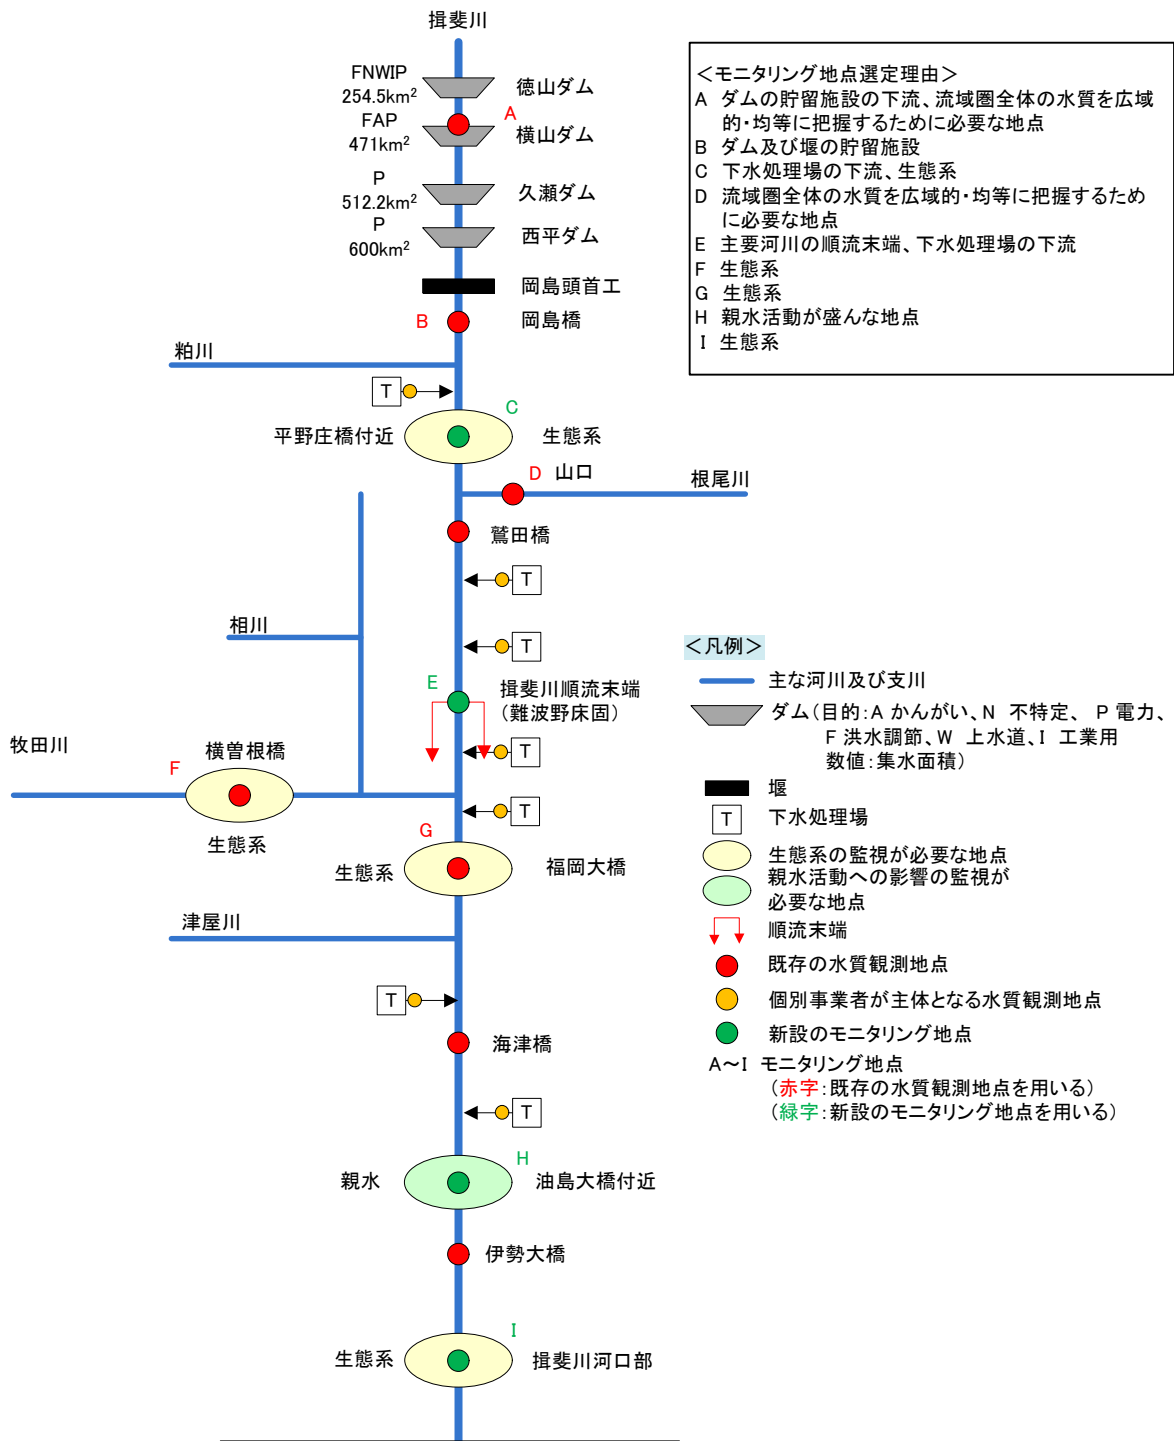 揖斐川
FNWIP
254.5km²
徳山ダム
A
FAP
471km²
横山ダム
P
512.2km²
久瀬ダム
P
600km²
西平ダム
岡島頭首工
B
岡島橋
粕川
T
C
平野庄橋付近
生態系
D
山口
根尾川
鷲田橋
T
相川
T
E
揖斐川順流末端
(難波野床固)
牧田川
T
F
横曽根橋
生態系
T
G
生態系
福岡大橋
津屋川
T
海津橋
T
親水
H
油島大橋付近
伊勢大橋
I
生態系
揖斐川河口部
<モニタリング地点選定理由>
A ダムの貯留施設の下流、流域圏全体の水質を広域
的・均等に把握するために必要な地点
B ダム及び堰の貯留施設
C 下水処理場の下流、生態系
D 流域圏全体の水質を広域的・均等に把握するため
に必要な地点
E 主要河川の順流末端、下水処理場の下流
F 生態系
G 生態系
H 親水活動が盛んな地点
I 生態系
<凡例>
主な河川及び支川
ダム(目的:A かんがい、N 不特定、 P 電力、
F 洪水調節、W 上水道、I 工業用
数値:集水面積)
堰
T
下水処理場
生態系の監視が必要な地点
親水活動への影響の監視が
必要な地点
順流末端
既存の水質観測地点
個別事業者が主体となる水質観測地点
新設のモニタリング地点
A～I モニタリング地点
(赤字:既存の水質観測地点を用いる)
(緑字:新設のモニタリング地点を用いる)